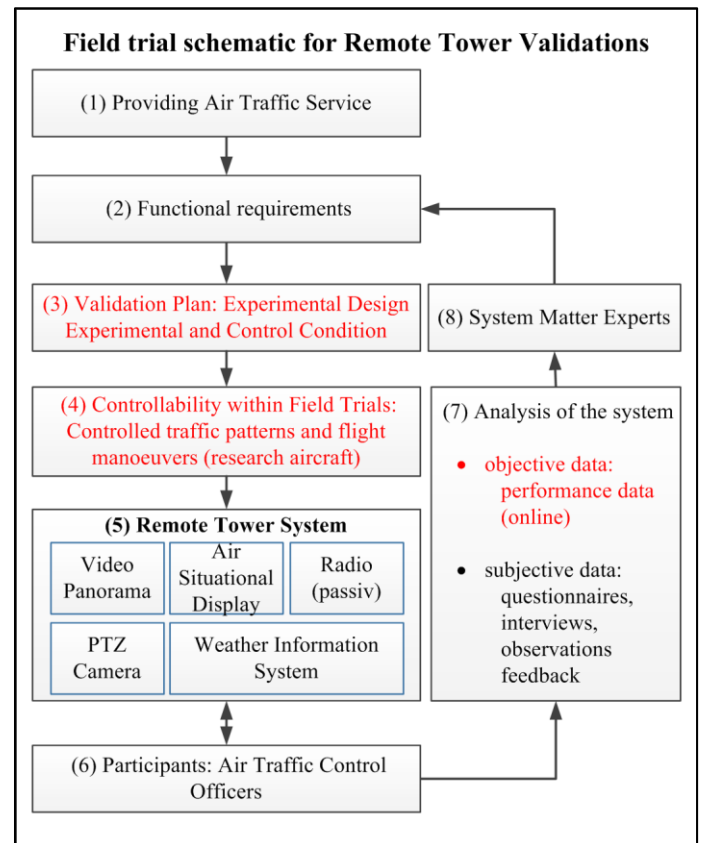 Field trial schematic for Remote Tower Validations
(1) Providing Air Traffic Service
(2) Functional requirements
(3) Validation Plan: Experimental Design
Experimental and Control Condition
(4) Controllability within Field Trials:
Controlled traffic patterns and flight
manoeuvers (research aircraft)
(5) Remote Tower System
Video
Panorama
Air
Situational
Display
Radio
(passiv)
PTZ
Camera
Weather Information
System
(6) Participants: Air Traffic Control
Officers
(7) Analysis of the system
• objective data:
performance data
(online)
• subjective data:
questionnaires,
interviews,
observations
feedback
(8) System Matter Experts